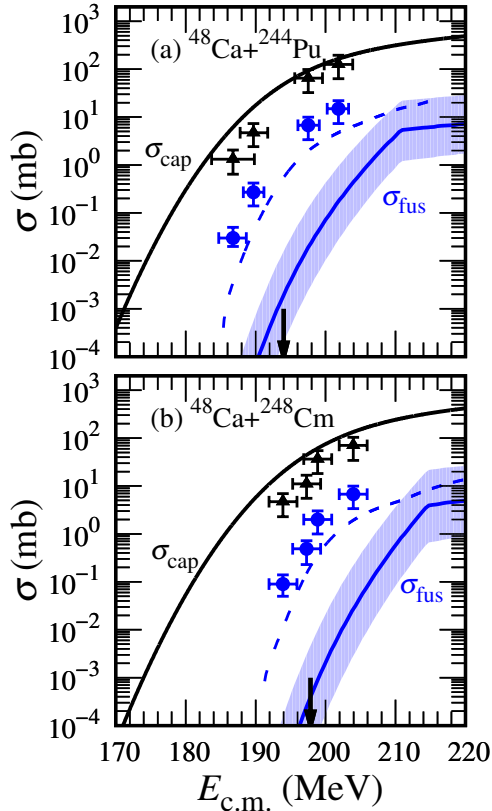 (a) ⁴⁸Ca+²⁴⁴Pu
10³
10²
10¹
10⁰
10⁻¹
10⁻²
10⁻³
10⁻⁴
σ (mb)
σcap
σfus
(b) ⁴⁸Ca+²⁴⁸Cm
10³
10²
10¹
10⁰
10⁻¹
10⁻²
10⁻³
10⁻⁴
σ (mb)
σcap
σfus
170 180 190 200 210 220
E_c.m. (MeV)